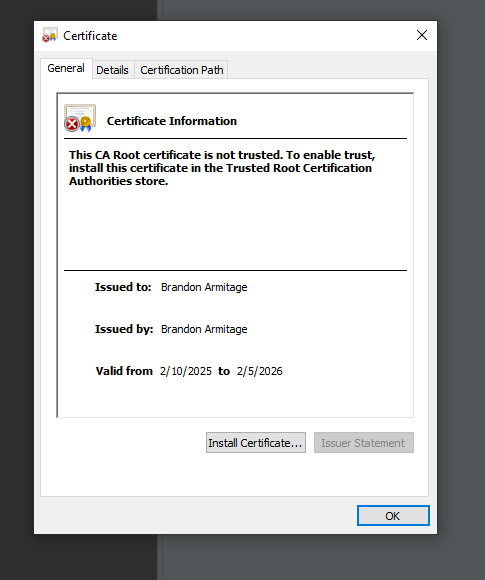 Certificate
General
Details
Certification Path
Certificate Information
This CA Root certificate is not trusted. To enable trust,
install this certificate in the Trusted Root Certification
Authorities store.
Issued to: Brandon Armitage
Issued by: Brandon Armitage
Valid from 2/10/2025 to 2/5/2026
Install Certificate...
Issuer Statement
OK